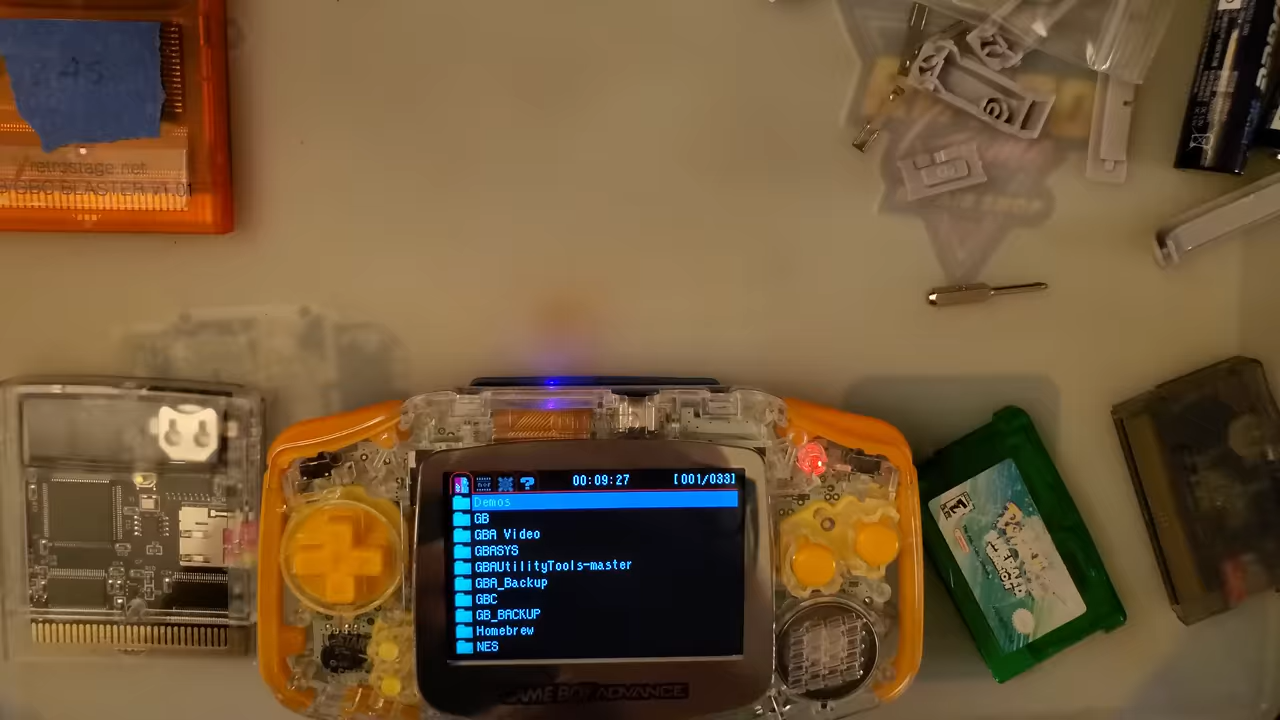 45
retrostage.net
GBC BLASTER v1.01
00:09:27 [001/033]
Demos
GB
GBA Video
GBASYS
GBAUtilityTools-master
GBA_Backup
GBC
GB_BACKUP
Homebrew
NES
GAME BOY ADVANCE